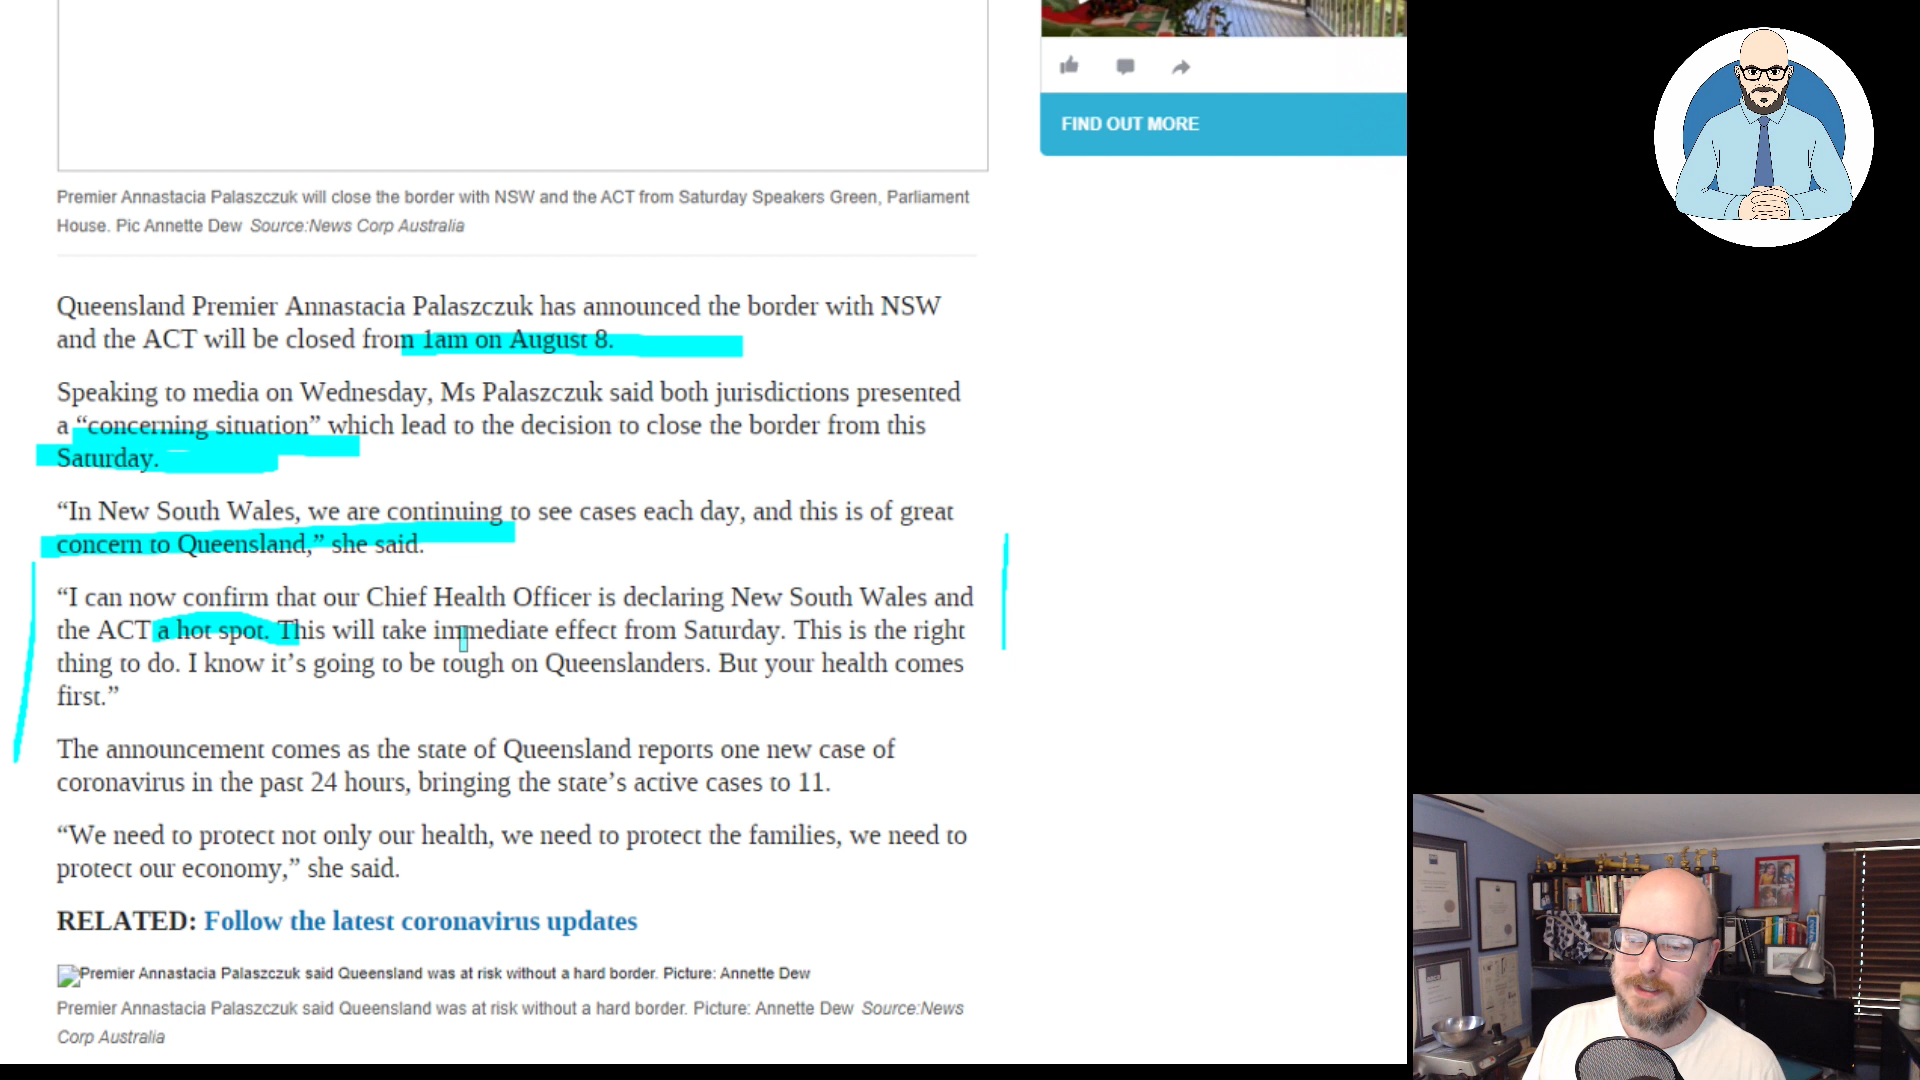 FIND OUT MORE
Premier Annastacia Palaszczuk will close the border with NSW and the ACT from Saturday Speakers Green, Parliament
House. Pic Annette Dew Source:News Corp Australia
Queensland Premier Annastacia Palaszczuk has announced the border with NSW
and the ACT will be closed from 1am on August 8.
Speaking to media on Wednesday, Ms Palaszczuk said both jurisdictions presented
a “concerning situation” which lead to the decision to close the border from this
Saturday.
“In New South Wales, we are continuing to see cases each day, and this is of great
concern to Queensland,” she said.
“I can now confirm that our Chief Health Officer is declaring New South Wales and
the ACT a hot spot. This will take immediate effect from Saturday. This is the right
thing to do. I know it’s going to be tough on Queenslanders. But your health comes
first.”
The announcement comes as the state of Queensland reports one new case of
coronavirus in the past 24 hours, bringing the state’s active cases to 11.
“We need to protect not only our health, we need to protect the families, we need to
protect our economy,” she said.
RELATED: Follow the latest coronavirus updates
Premier Annastacia Palaszczuk said Queensland was at risk without a hard border. Picture: Annette Dew
Premier Annastacia Palaszczuk said Queensland was at risk without a hard border. Picture: Annette Dew Source:News
Corp Australia